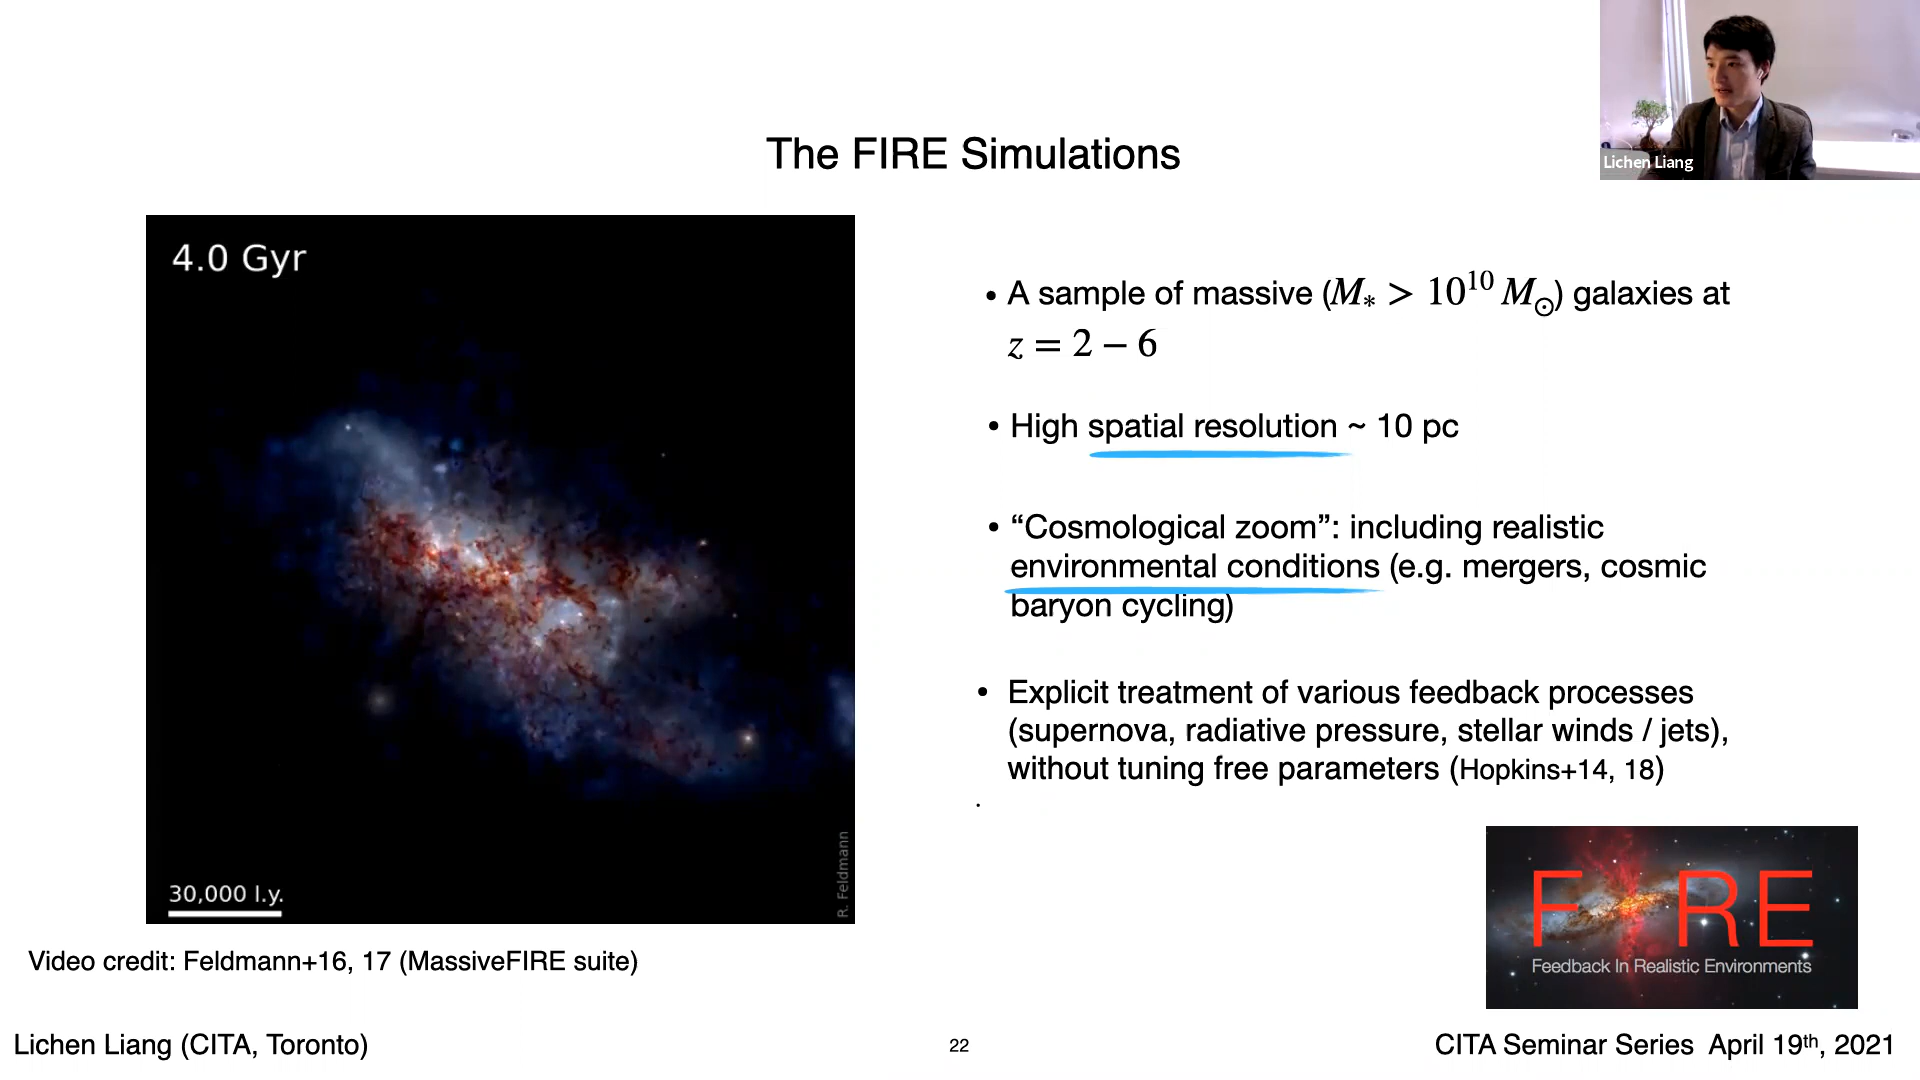 Lichen Liang
The FIRE Simulations
4.0 Gyr
30,000 l.y.
R. Feldmann
• A sample of massive (M* > 10¹⁰ M⊙) galaxies at
z = 2 − 6
• High spatial resolution ~ 10 pc
• “Cosmological zoom”: including realistic
environmental conditions (e.g. mergers, cosmic
baryon cycling)
• Explicit treatment of various feedback processes
(supernova, radiative pressure, stellar winds / jets),
without tuning free parameters (Hopkins+14, 18)
FIRE
Feedback In Realistic Environments
Video credit: Feldmann+16, 17 (MassiveFIRE suite)
Lichen Liang (CITA, Toronto)
22
CITA Seminar Series April 19th, 2021